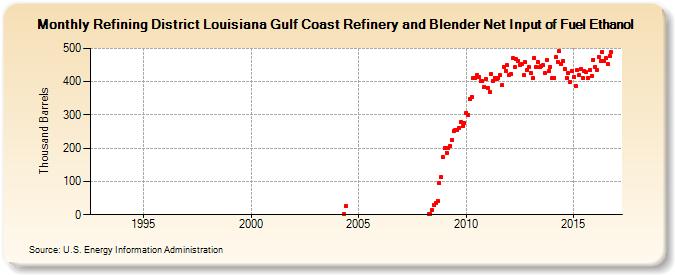 Monthly Refining District Louisiana Gulf Coast Refinery and Blender Net Input of Fuel Ethanol
Thousand Barrels
500
400
300
200
100
0
1995 2000 2005 2010 2015
Source: U.S. Energy Information Administration